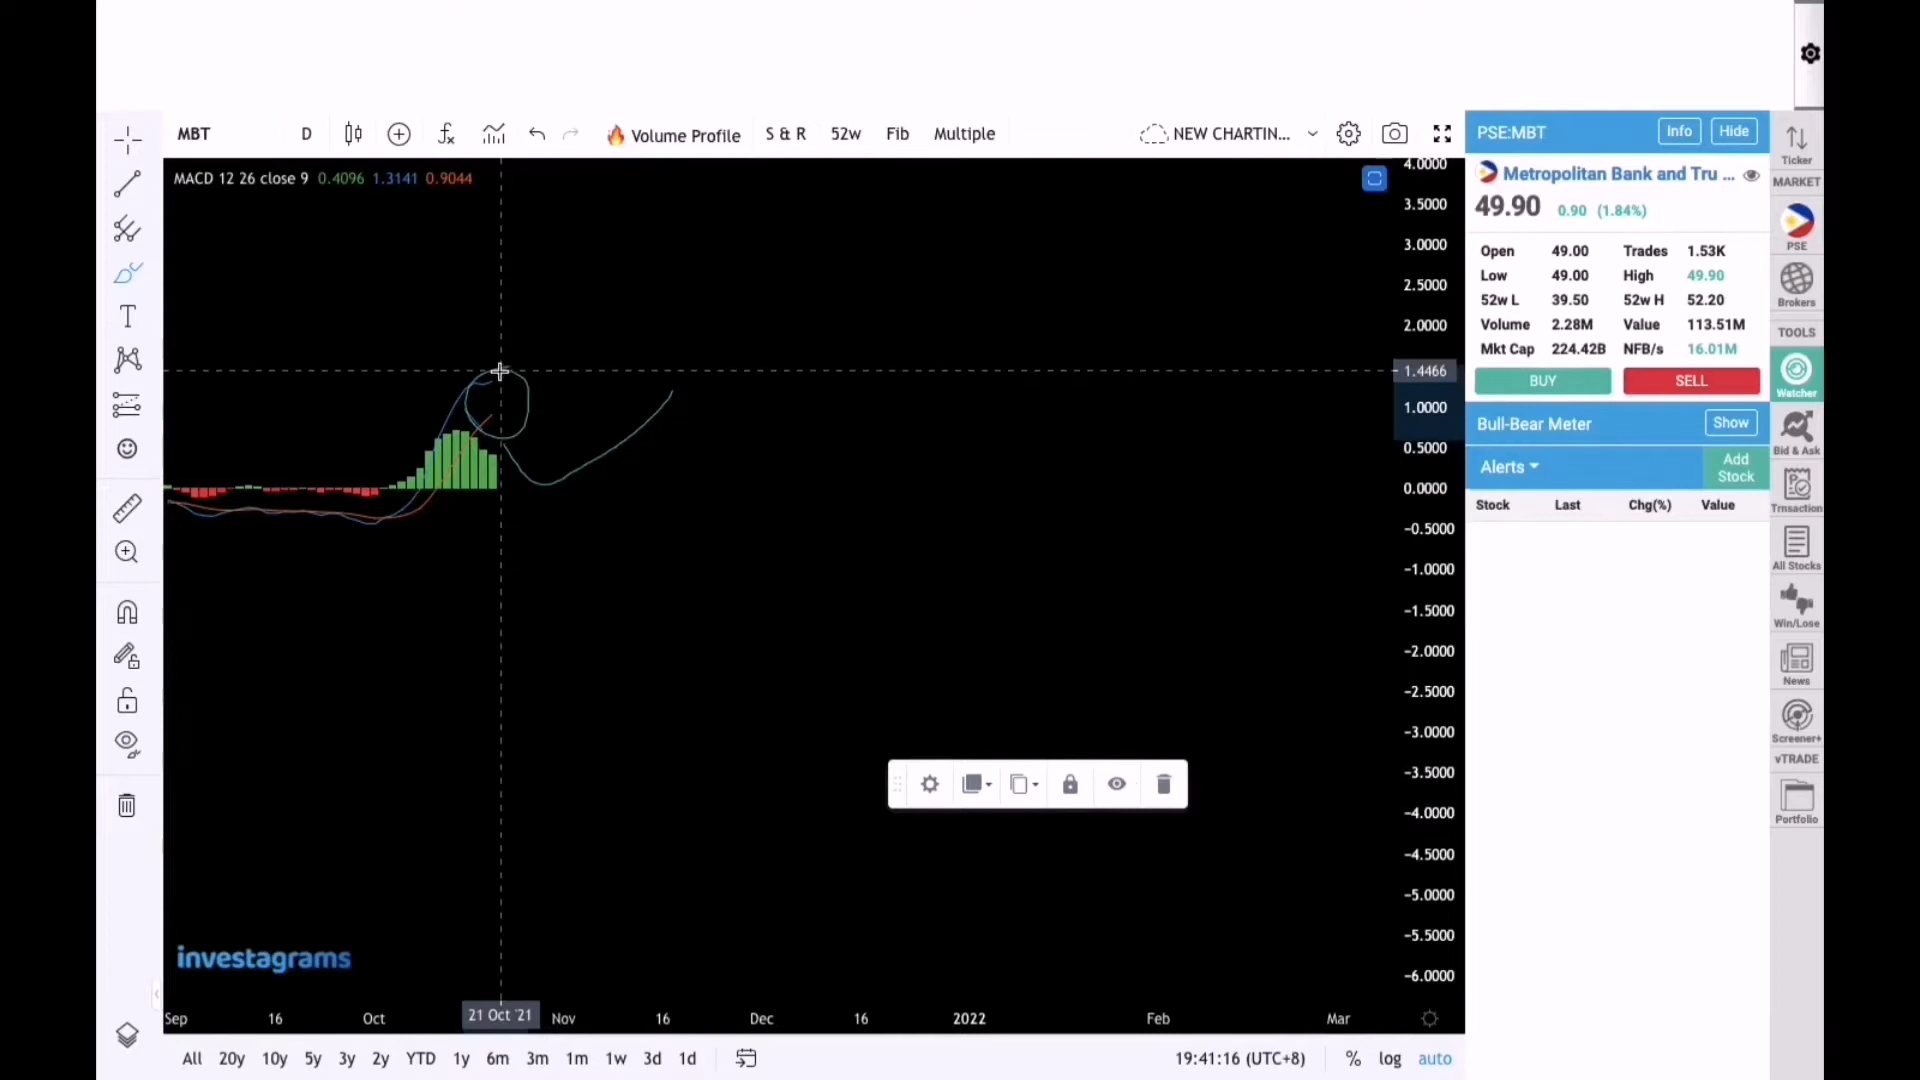 MBT D Volume Profile S & R 52w Fib Multiple NEW CHARTIN...
MACD 12 26 close 9 0.4096 1.3141 0.9044
4.0000
3.5000
3.0000
2.5000
2.0000
1.4466
1.0000
0.5000
0.0000
−0.5000
−1.0000
−1.5000
−2.0000
−2.5000
−3.0000
−3.5000
−4.0000
−4.5000
−5.0000
−5.5000
−6.0000
investagrams
Sep 16 Oct 21 Oct '21 Nov 16 Dec 16 2022 Feb Mar
All 20y 10y 5y 3y 2y YTD 1y 6m 3m 1m 1w 3d 1d 19:41:16 (UTC+8) % log auto
PSE:MBT Info Hide
Metropolitan Bank and Tru ...
49.90 0.90 (1.84%)
Open 49.00 Trades 1.53K
Low 49.00 High 49.90
52w L 39.50 52w H 52.20
Volume 2.28M Value 113.51M
Mkt Cap 224.42B NFB/s 16.01M
BUY SELL
Bull-Bear Meter Show
Alerts Add Stock
Stock Last Chg(%) Value
Ticker
MARKET
PSE
Brokers
TOOLS
Watcher
Bid & Ask
Trnsaction
All Stocks
Win/Lose
News
Screener+
vTRADE
Portfolio